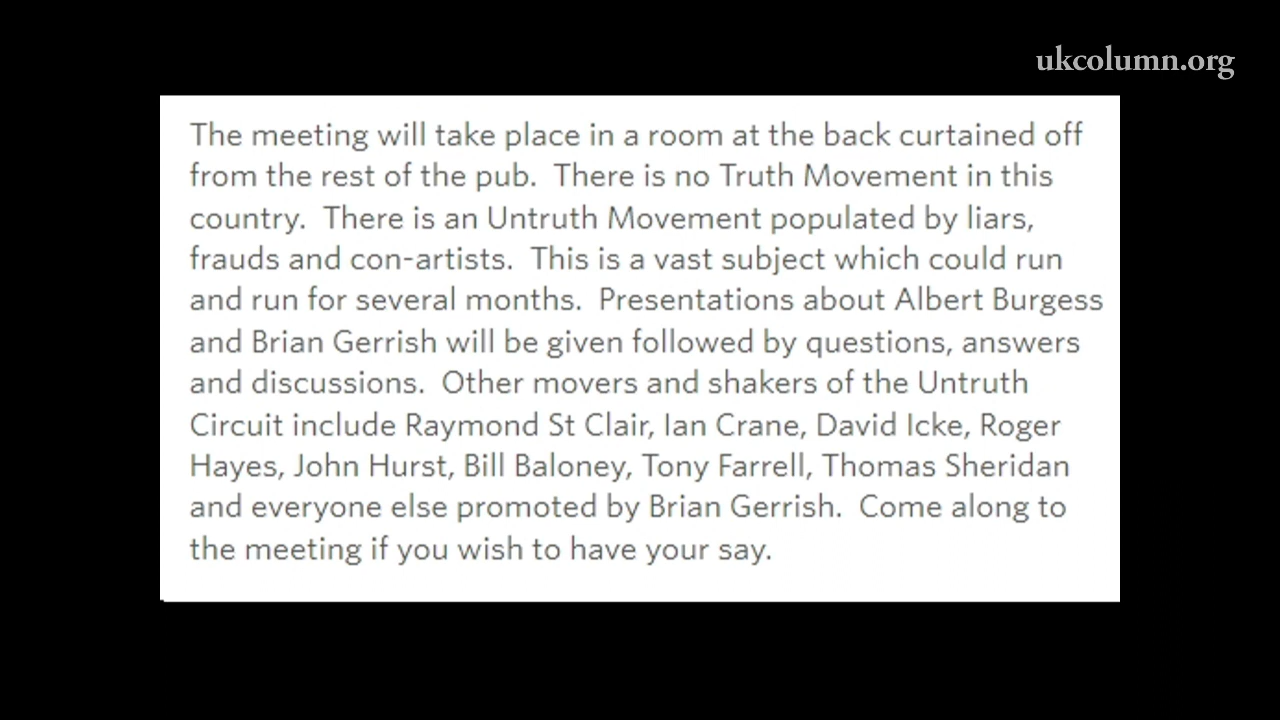 ukcolumn.org
The meeting will take place in a room at the back curtained off
from the rest of the pub.  There is no Truth Movement in this
country.  There is an Untruth Movement populated by liars,
frauds and con-artists.  This is a vast subject which could run
and run for several months.  Presentations about Albert Burgess
and Brian Gerrish will be given followed by questions, answers
and discussions.  Other movers and shakers of the Untruth
Circuit include Raymond St Clair, Ian Crane, David Icke, Roger
Hayes, John Hurst, Bill Baloney, Tony Farrell, Thomas Sheridan
and everyone else promoted by Brian Gerrish.  Come along to
the meeting if you wish to have your say.